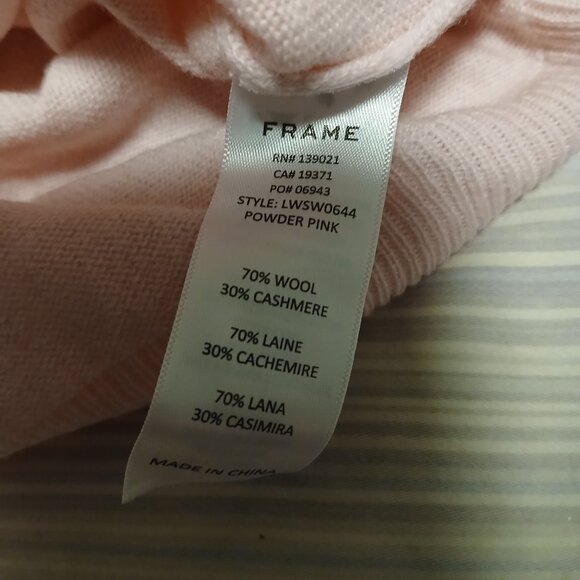 FRAME
RN# 139021
CA# 19371
PO# 06943
STYLE: LWSW0644
POWDER PINK
70% WOOL
30% CASHMERE
70% LAINE
30% CACHEMIRE
70% LANA
30% CASIMIRA
MADE IN CHINA